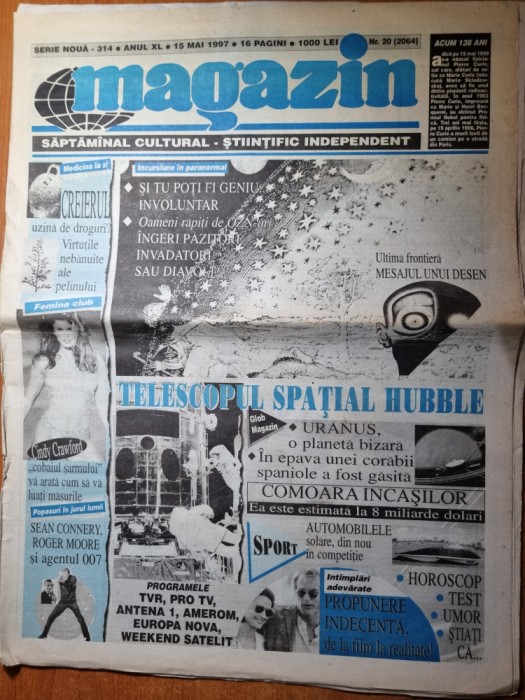 SERIE NOUĂ - 314 • ANUL XL • 15 MAI 1997 • 16 PAGINI • 1000 LEI
Nr. 20 (2064)
magazin
SĂPTĂMÎNAL CULTURAL - ŞTIINŢIFIC INDEPENDENT
ACUM 138 ANI
Medicina la zi
CREIERUL
uzină de droguri?
Virtuţile
nebănuite
ale
pelinului
Incursiune în paranormal
♦ ŞI TU POŢI FI GENIU...
INVOLUNTAR
♦ Oameni răpiţi de OZN-uri
ÎNGERI PĂZITORI,
INVADATORI
SAU DIAVOLI
Ultima frontieră
MESAJUL UNUI DESEN
Femina club
Cindy Crawford
„cobaiul şarmului”
vă arată cum să vă
luaţi măsurile
TELESCOPUL SPAŢIAL HUBBLE
Glob
Magazin
♦ URANUS,
o planetă bizară
♦ În epava unei corăbii
spaniole a fost găsită
COMOARA INCAŞILOR
Ea este estimată la 8 miliarde dolari
Popasuri în jurul lumii
SEAN CONNERY,
ROGER MOORE
şi agentul 007
SPORT
AUTOMOBILELE
solare, din nou
în competiţie
PROGRAMELE
TVR, PRO TV,
ANTENA 1, AMEROM,
EUROPA NOVA,
WEEKEND SATELIT
Întîmplări
adevărate
PROPUNERE
INDECENTĂ,
de la film la realitate!
• HOROSCOP
• TEST
• UMOR
• ŞTIAŢI
CĂ...